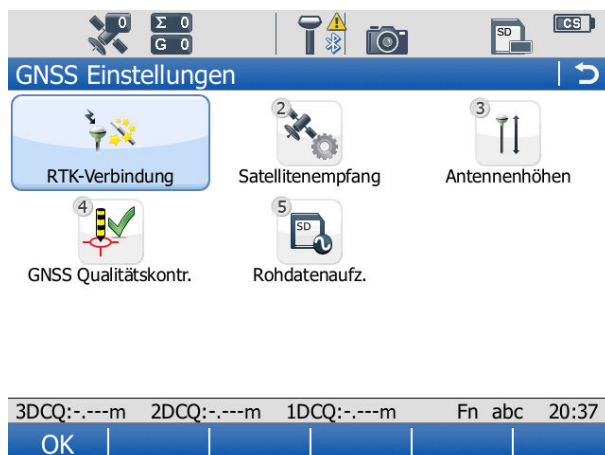 0
Σ 0
G 0
SD
CS
GNSS Einstellungen
RTK-Verbindung
2
Satellitenempfang
3
Antennenhöhen
4
GNSS Qualitätskontr.
5
SD
Rohdatenaufz.
3DCQ:-.---m 2DCQ:-.---m 1DCQ:-.---m Fn abc 20:37
OK